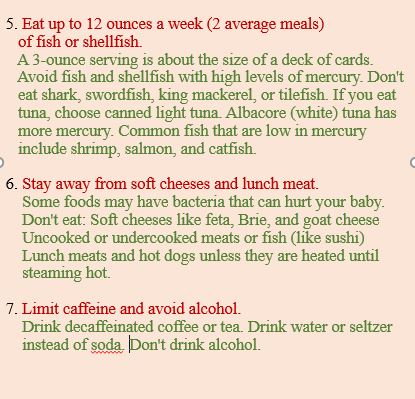 5. Eat up to 12 ounces a week (2 average meals)
of fish or shellfish.
A 3-ounce serving is about the size of a deck of cards.
Avoid fish and shellfish with high levels of mercury. Don't
eat shark, swordfish, king mackerel, or tilefish. If you eat
tuna, choose canned light tuna. Albacore (white) tuna has
more mercury. Common fish that are low in mercury
include shrimp, salmon, and catfish.
6. Stay away from soft cheeses and lunch meat.
Some foods may have bacteria that can hurt your baby.
Don't eat: Soft cheeses like feta, Brie, and goat cheese
Uncooked or undercooked meats or fish (like sushi)
Lunch meats and hot dogs unless they are heated until
steaming hot.
7. Limit caffeine and avoid alcohol.
Drink decaffeinated coffee or tea. Drink water or seltzer
instead of soda. Don't drink alcohol.